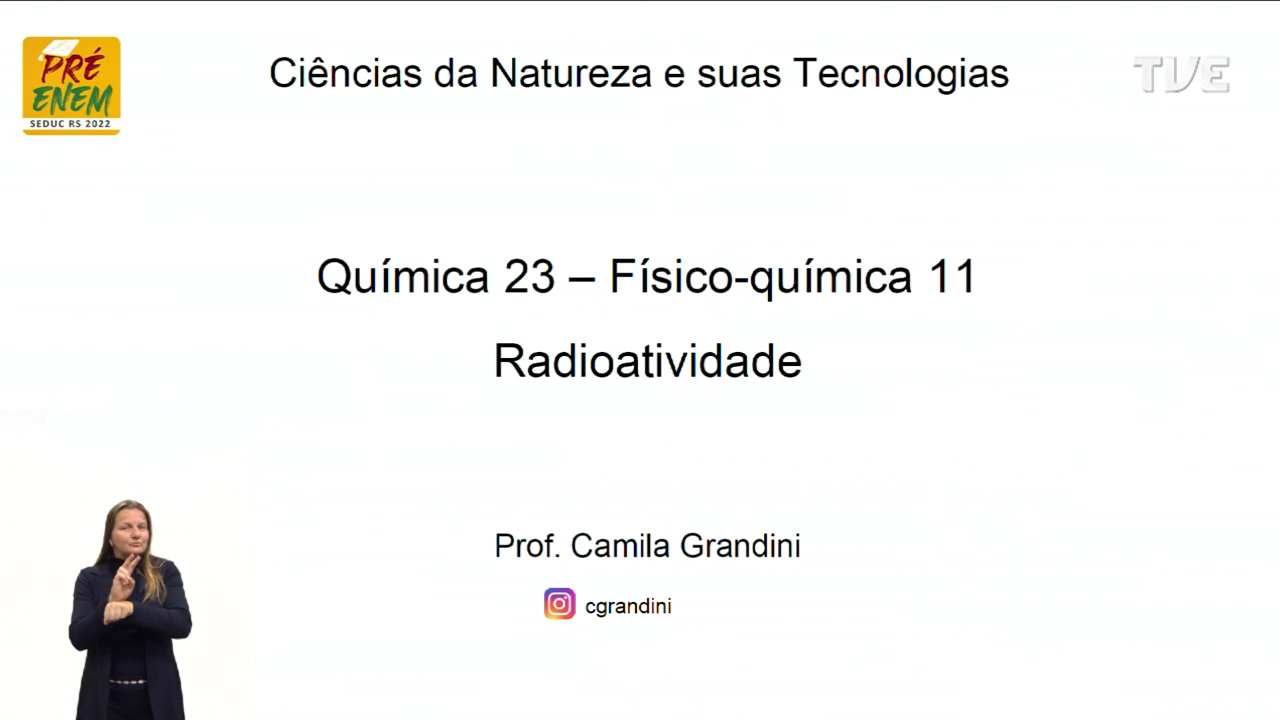 PRÉ
ENEM
SEDUC RS 2022
Ciências da Natureza e suas Tecnologias
TVE
Química 23 – Físico-química 11
Radioatividade
Prof. Camila Grandini
cgrandini